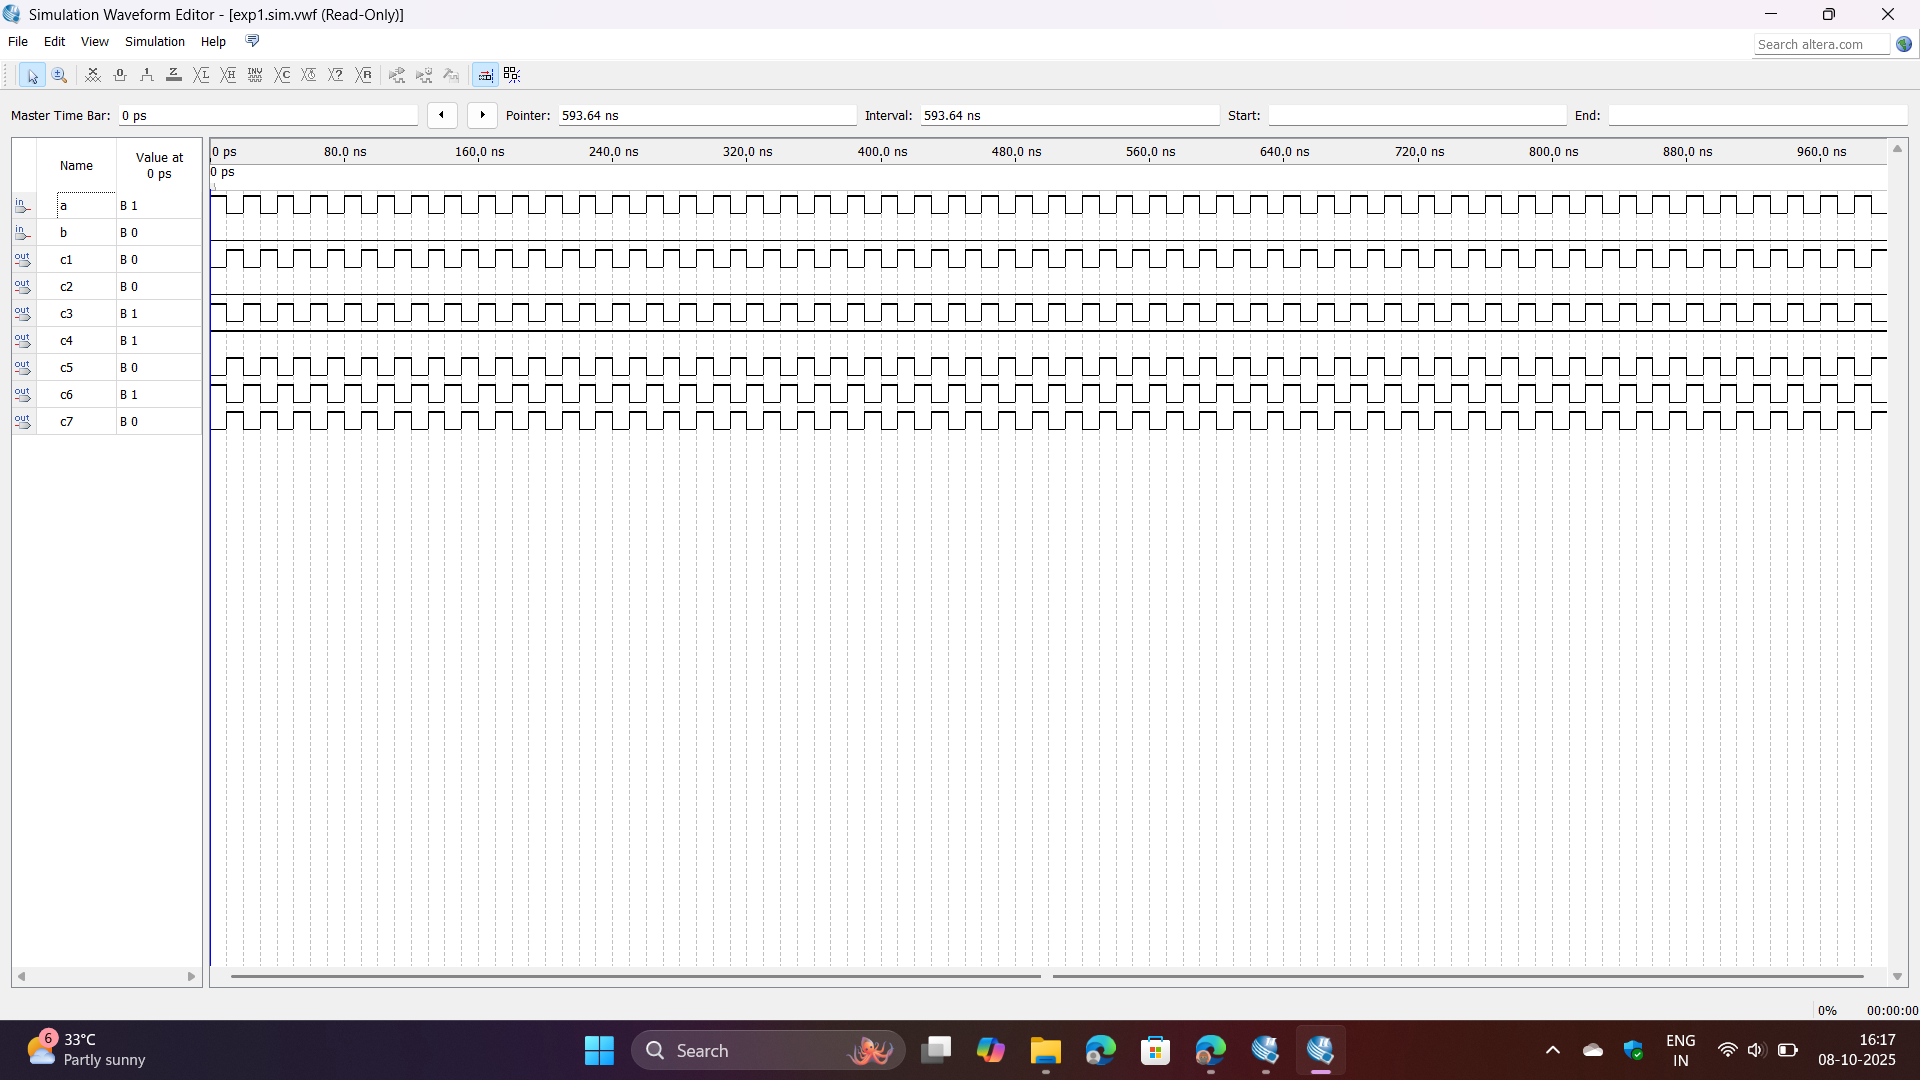 Simulation Waveform Editor - [exp1.sim.vwf (Read-Only)]
File Edit View Simulation Help
Search altera.com
Master Time Bar: 0 ps Pointer: 593.64 ns Interval: 593.64 ns Start: End:
Name Value at 0 ps
0 ps 80.0 ns 160.0 ns 240.0 ns 320.0 ns 400.0 ns 480.0 ns 560.0 ns 640.0 ns 720.0 ns 800.0 ns 880.0 ns 960.0 ns
0 ps
in a B 1
in b B 0
out c1 B 0
out c2 B 0
out c3 B 1
out c4 B 1
out c5 B 0
out c6 B 1
out c7 B 0
0% 00:00:00
6 33°C
Partly sunny
Search
ENG
IN
16:17
08-10-2025